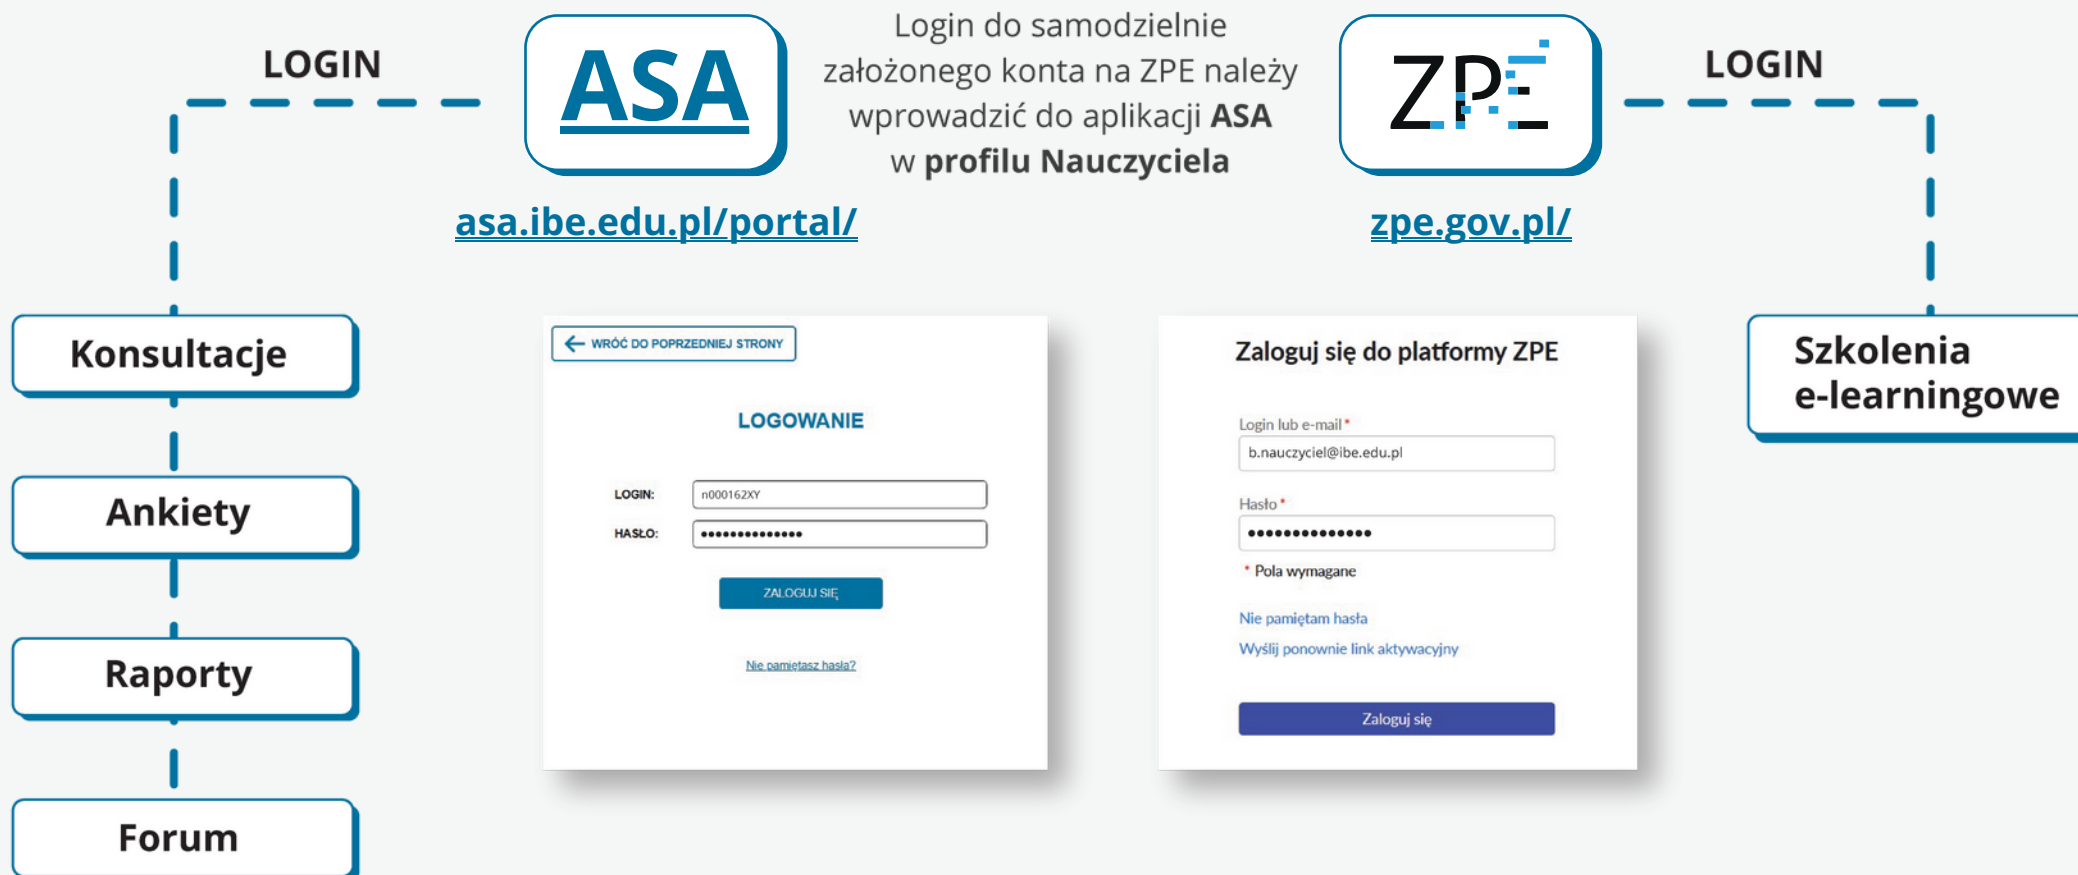 LOGIN
ASA
Login do samodzielnie
założonego konta na ZPE należy
wprowadzić do aplikacji ASA
w profilu Nauczyciela
ZPE
LOGIN
asa.ibe.edu.pl/portal/
zpe.gov.pl/
Konsultacje
Ankiety
Raporty
Forum
WRÓĆ DO POPRZEDNIEJ STRONY
LOGOWANIE
LOGIN: n000162XY
HASŁO: ••••••••••••••
ZALOGUJ SIĘ
Nie pamiętasz hasła?
Zaloguj się do platformy ZPE
Login lub e-mail *
b.nauczyciel@ibe.edu.pl
Hasło *
••••••••••••••
* Pola wymagane
Nie pamiętam hasła
Wyślij ponownie link aktywacyjny
Zaloguj się
Szkolenia
e-learningowe